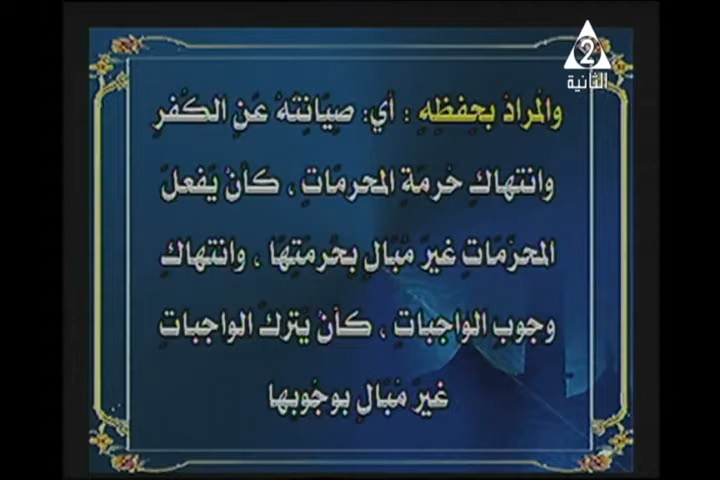 2
الثانية
والمراد بحفظه : أي: صيانته عن الكفر
وانتهاك حرمة المحرمات ، كأن يفعل
المحرمات غير مبال بحرمتها ، وانتهاك
وجوب الواجبات ، كأن يترك الواجبات
غير مبال بوجوبها